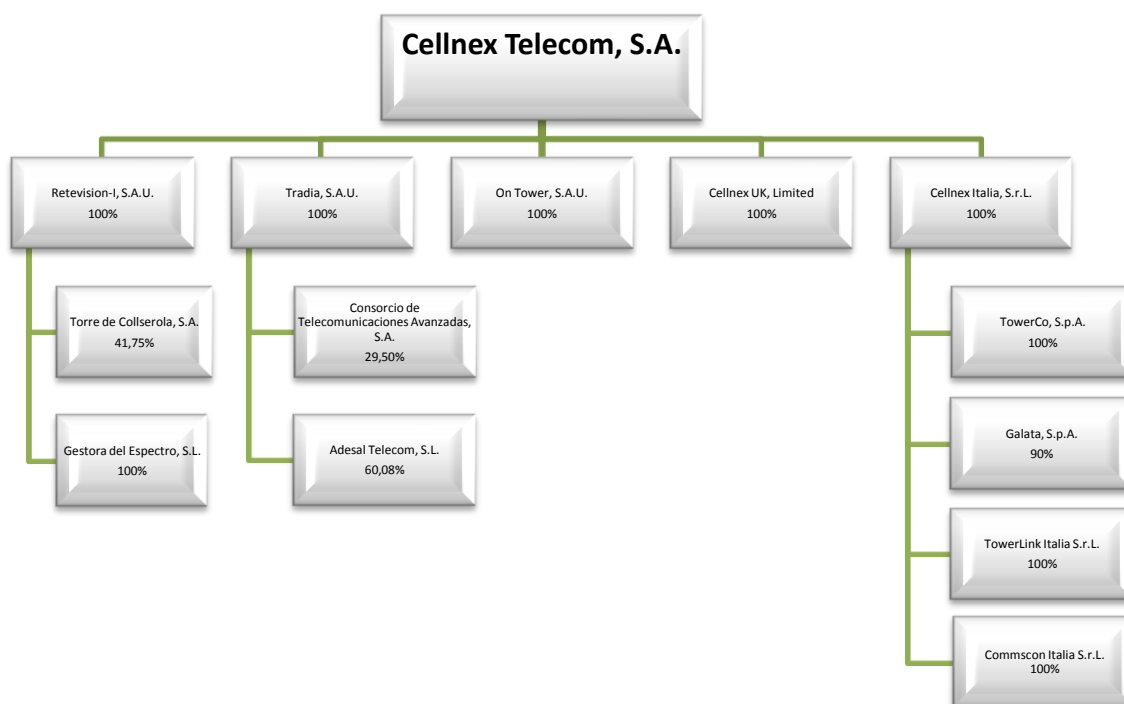 Cellnex Telecom, S.A.
Retevision-I, S.A.U.
100%
Tradia, S.A.U.
100%
On Tower, S.A.U.
100%
Cellnex UK, Limited
100%
Cellnex Italia, S.r.L.
100%
Torre de Collserola, S.A.
41,75%
Gestora del Espectro, S.L.
100%
Consorcio de
Telecomunicaciones Avanzadas,
S.A.
29,50%
Adesal Telecom, S.L.
60,08%
TowerCo, S.p.A.
100%
Galata, S.p.A.
90%
TowerLink Italia S.r.L.
100%
Commscon Italia S.r.L.
100%